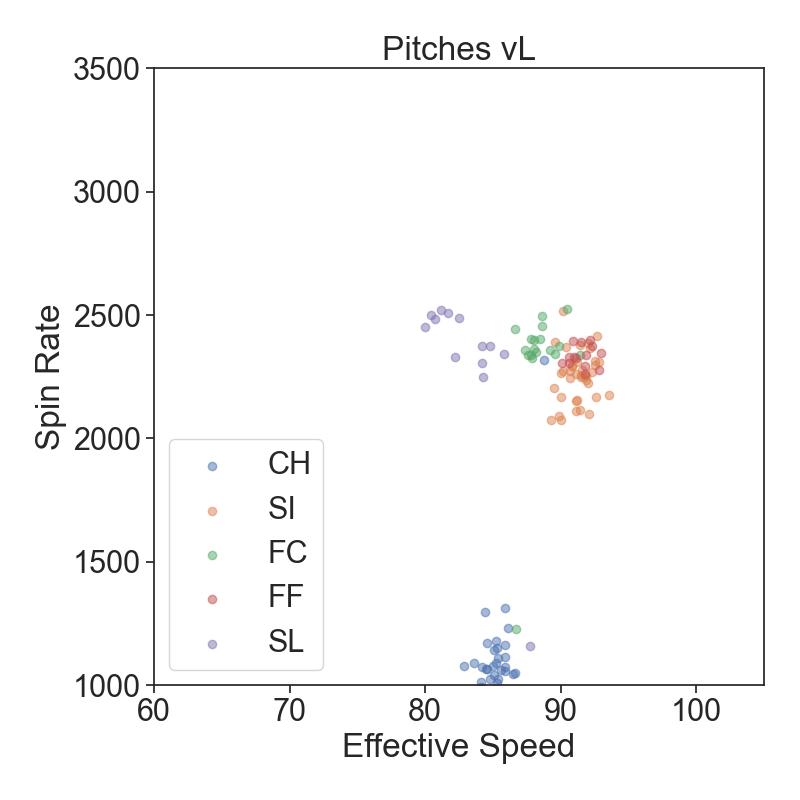 Pitches vL
3500
3000
2500
2000
1500
1000
Spin Rate
CH
SI
FC
FF
SL
60 70 80 90 100
Effective Speed